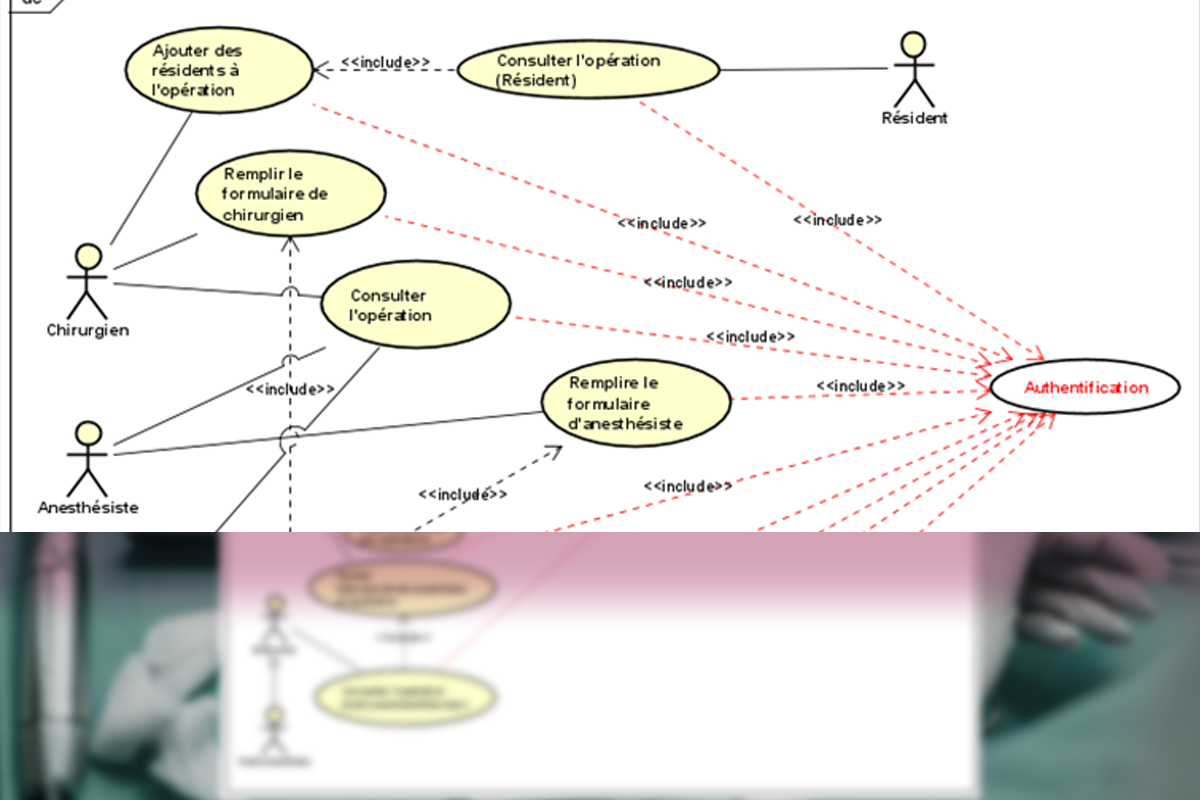 Ajouter des
résidents à
l'opération
<<include>>
Consulter l'opération
(Résident)
Résident
Remplir le
formulaire de
chirurgien
<<include>>
<<include>>
<<include>>
Chirurgien
Consulter
l'opération
<<include>>
<<include>>
Remplire le
formulaire
d'anesthésiste
<<include>>
Authentification
Anesthésiste
<<include>>
<<include>>